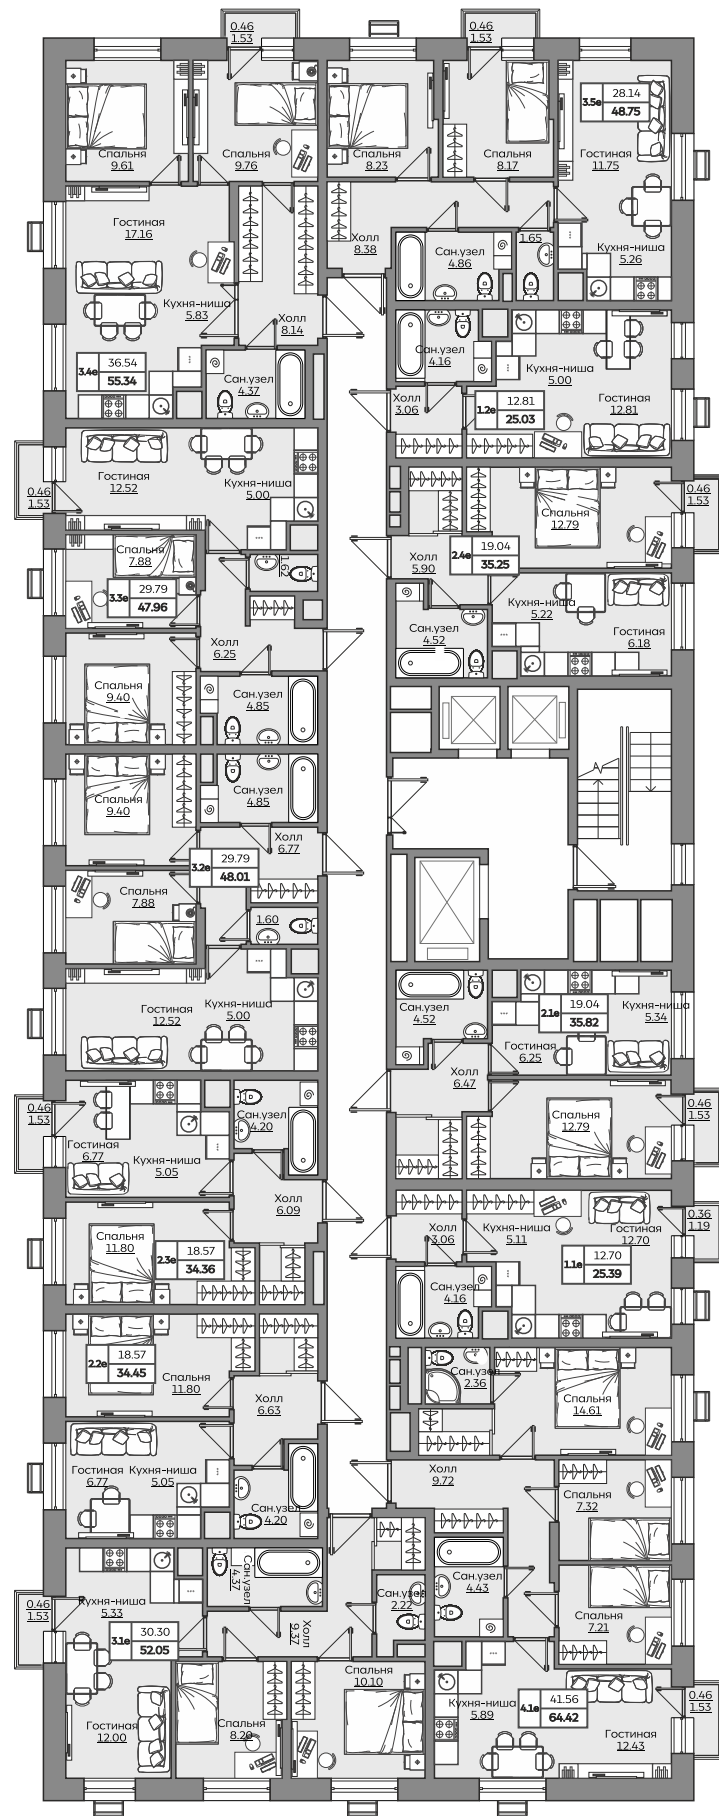 0.46
1.53
0.46
1.53
Спальня
9.61
Спальня
9.76
Спальня
8.23
Спальня
8.17
3.5е
28.14
48.75
Гостиная
11.75
Гостиная
17.16
Холл
8.38
Сан.узел
4.86
1.65
Кухня-ниша
5.26
Кухня-ниша
5.83
Холл
8.14
3.4е
36.54
55.34
Сан.узел
4.37
Сан.узел
4.16
Кухня-ниша
5.00
Холл
3.06
1.2е
12.81
25.03
Гостиная
12.81
0.46
1.53
Гостиная
12.52
Кухня-ниша
5.00
Спальня
12.79
0.46
1.53
Спальня
7.88
1.62
3.3е
29.79
47.96
Холл
5.90
2.4е
19.04
35.25
Кухня-ниша
5.22
Гостиная
6.18
Холл
6.25
Сан.узел
4.52
Спальня
9.40
Сан.узел
4.85
Спальня
9.40
Сан.узел
4.85
Холл
6.77
3.2е
29.79
48.01
Спальня
7.88
1.60
Гостиная
12.52
Кухня-ниша
5.00
Сан.узел
4.52
2.1е
19.04
35.82
Кухня-ниша
5.34
Гостиная
6.25
Холл
6.47
0.46
1.53
Гостиная
6.77
Кухня-ниша
5.05
Сан.узел
4.20
Спальня
12.79
0.46
1.53
6.09
Спальня
11.80
2.3е
18.57
34.36
Холл
3.06
Кухня-ниша
5.11
Гостиная
12.70
0.36
1.19
1.1е
12.70
25.39
Сан.узел
4.16
2.2е
18.57
34.45
Спальня
11.80
Холл
6.63
Сан.узел
2.36
Спальня
14.61
Гостиная
6.77
Кухня-ниша
5.05
Сан.узел
4.20
Холл
9.72
Спальня
7.32
0.46
1.53
Кухня-ниша
5.33
Сан.узел
4.37
Холл
9.37
Сан.узел
2.22
Сан.узел
4.43
Спальня
7.21
3.1е
30.30
52.05
Гостиная
12.00
Спальня
8.20
Спальня
10.10
Кухня-ниша
5.89
4.1е
41.56
64.42
Гостиная
12.43
0.46
1.53